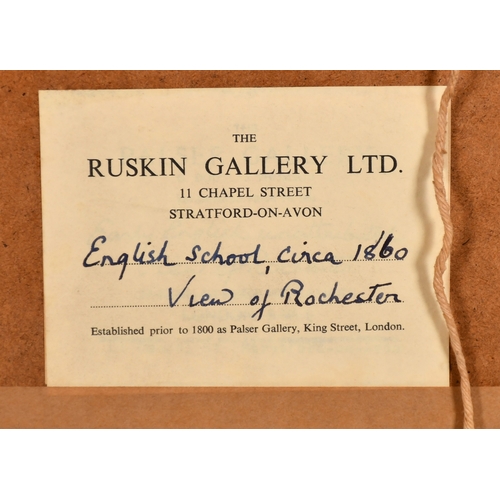 THE
RUSKIN GALLERY LTD.
11 CHAPEL STREET
STRATFORD-ON-AVON
English School, Circa 1860
View of Rochester
Established prior to 1800 as Palser Gallery, King Street, London.